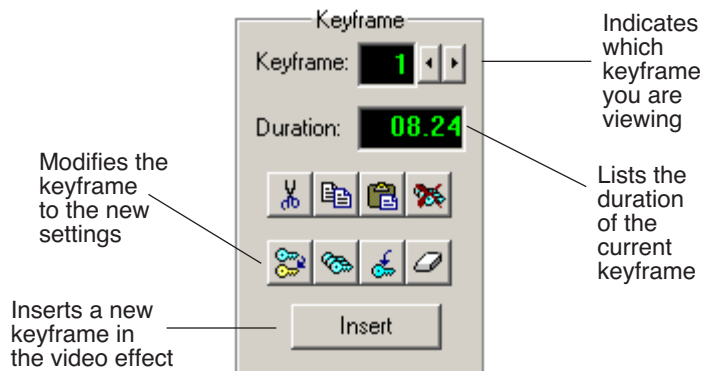 Keyframe
Keyframe: 1
Indicates
which
keyframe
you are
viewing
Duration: 08.24
Modifies the
keyframe
to the new
settings
Lists the
duration
of the
current
keyframe
Inserts a new
keyframe in
the video effect
Insert